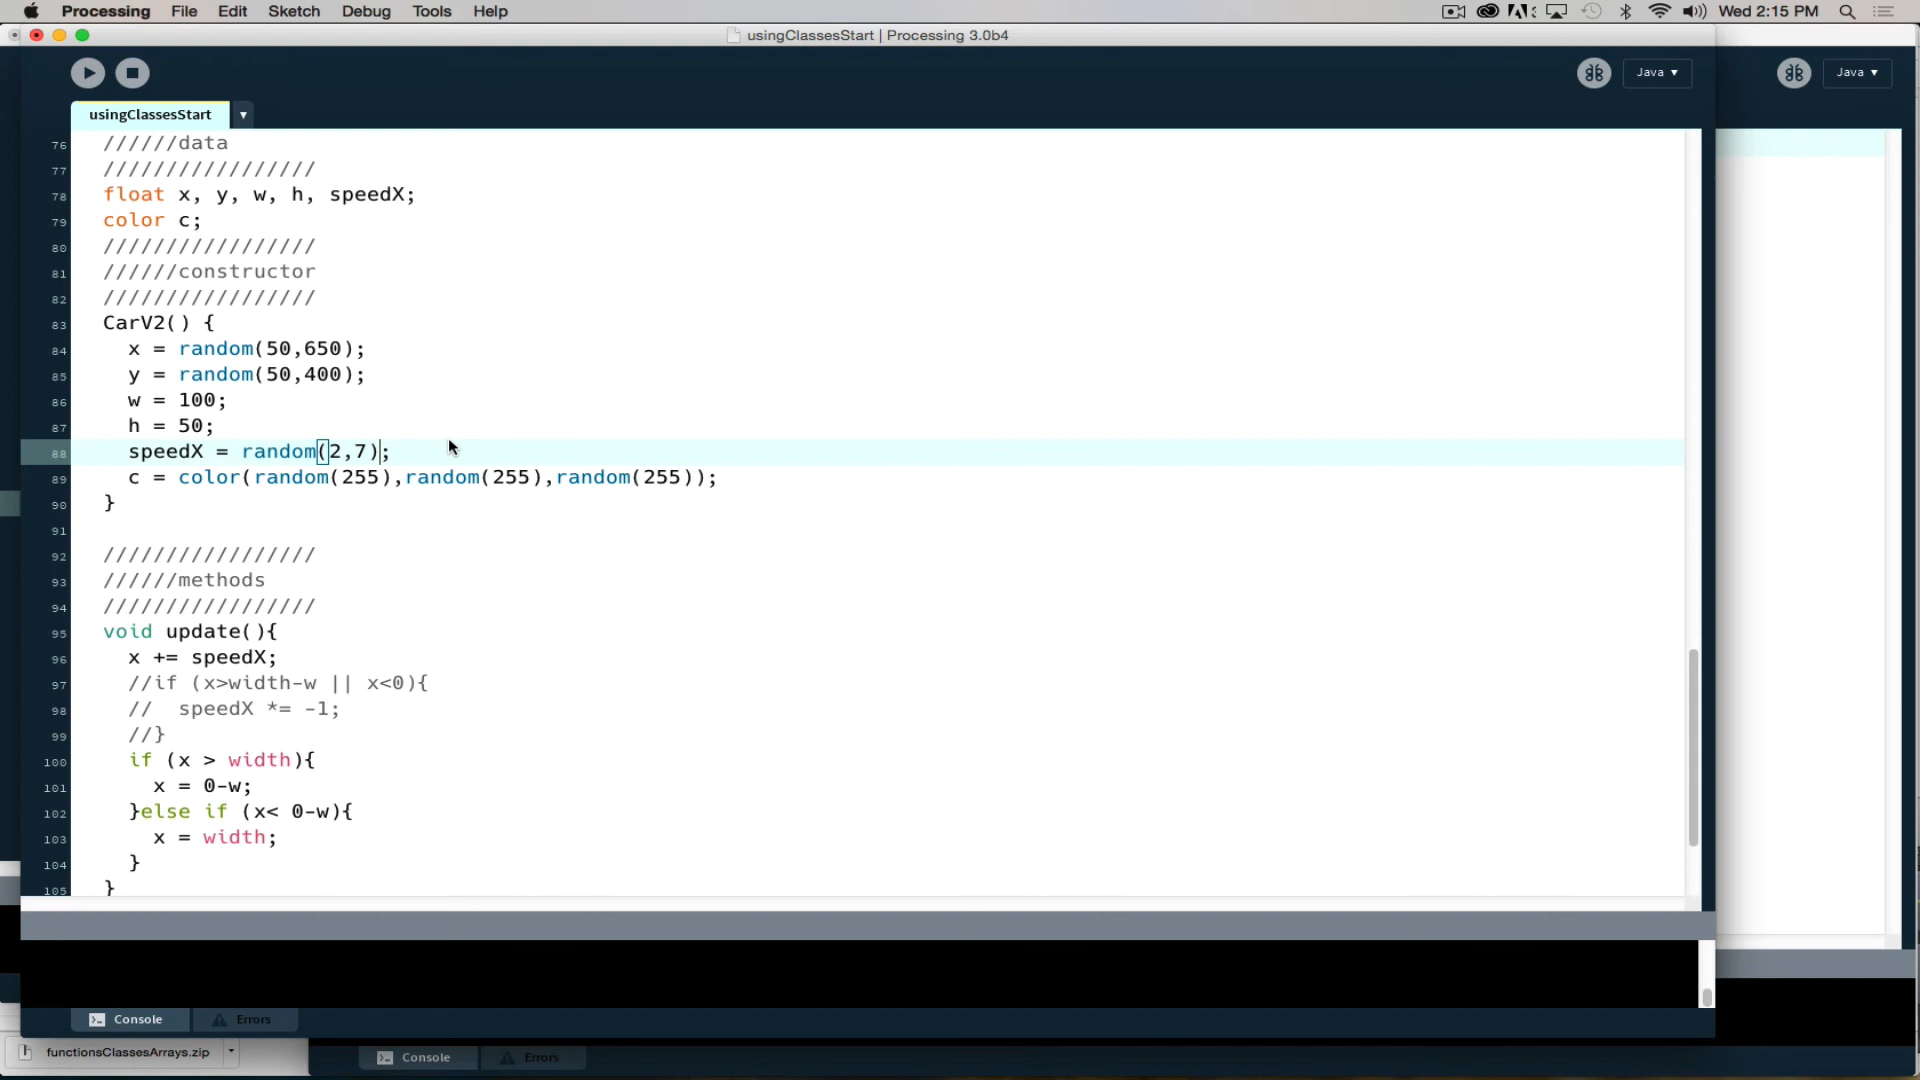 Processing File Edit Sketch Debug Tools Help Wed 2:15 PM
usingClassesStart | Processing 3.0b4
Java ▾ Java ▾
usingClassesStart ▾
76 //////data
77 /////////////////
78 float x, y, w, h, speedX;
79 color c;
80 /////////////////
81 //////constructor
82 /////////////////
83 CarV2() {
84 x = random(50,650);
85 y = random(50,400);
86 w = 100;
87 h = 50;
88 speedX = random(2,7);
89 c = color(random(255),random(255),random(255));
90 }
91
92 /////////////////
93 //////methods
94 /////////////////
95 void update(){
96 x += speedX;
97 //if (x>width-w || x<0){
98 // speedX *= -1;
99 //}
100 if (x > width){
101 x = 0-w;
102 }else if (x< 0-w){
103 x = width;
104 }
105 }
Console Errors
functionsClassesArrays.zip
Console Errors